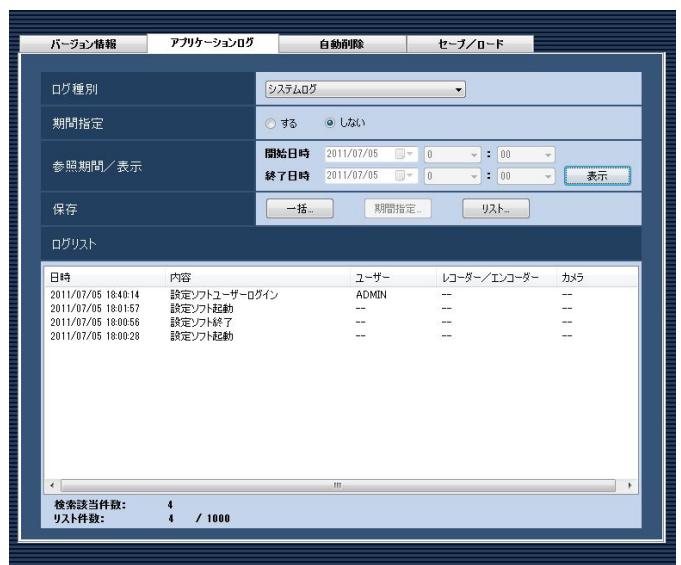 バージョン情報 アプリケーションログ 自動削除 セーブ/ロード
ログ種別 システムログ
期間指定 する しない
参照期間/表示
開始日時 2011/07/05 0 : 00
終了日時 2011/07/05 0 : 00 表示
保存 一括... 期間指定... リスト...
ログリスト
日時 内容 ユーザー レコーダー/エンコーダー カメラ
2011/07/05 18:40:14 設定ソフトユーザーログイン ADMIN -- --
2011/07/05 18:01:57 設定ソフト起動 -- -- --
2011/07/05 18:00:56 設定ソフト終了 -- -- --
2011/07/05 18:00:28 設定ソフト起動 -- -- --
検索該当件数: 4
リスト件数: 4 / 1000